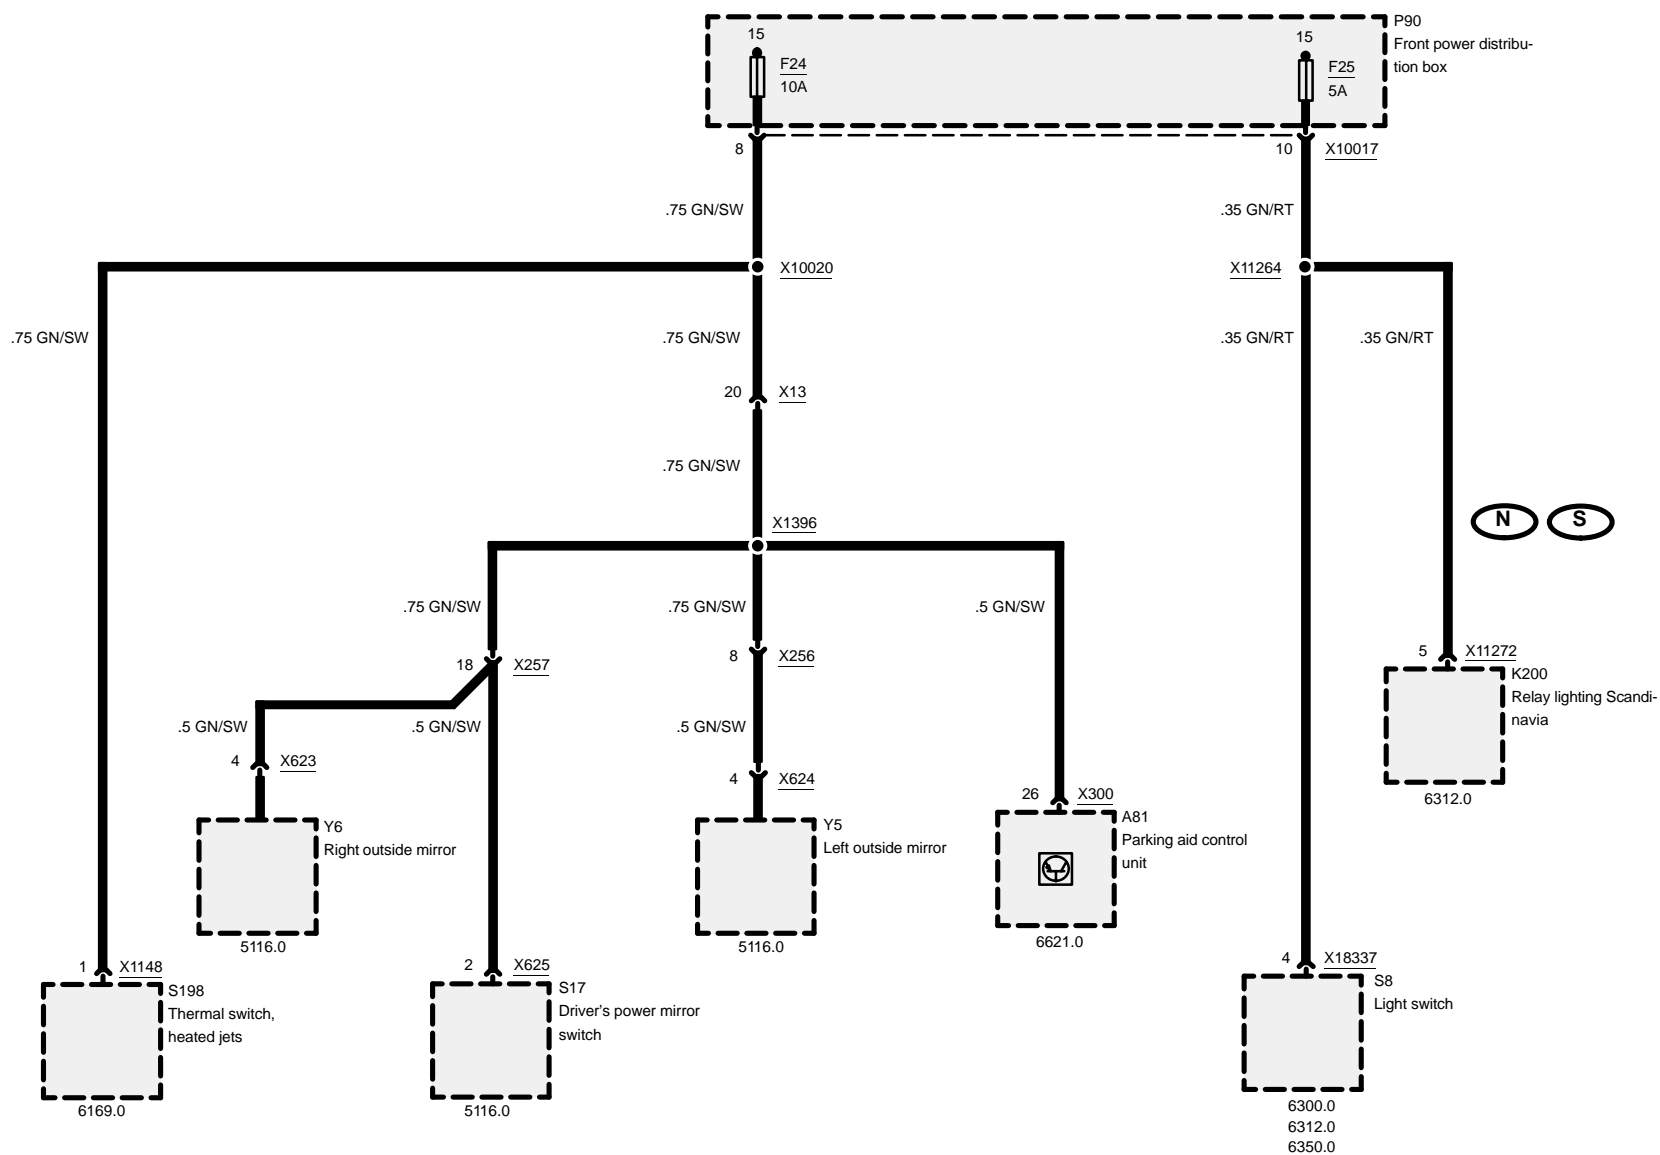 P90
Front power distribu-
tion box
15
F24
10A
15
F25
5A
8
10
X10017
.75 GN/SW
.35 GN/RT
X10020
X11264
.75 GN/SW
.75 GN/SW
.35 GN/RT
.35 GN/RT
20
X13
.75 GN/SW
X1396
N
S
.75 GN/SW
.75 GN/SW
.5 GN/SW
18
X257
8
X256
5
X11272
K200
Relay lighting Scandi-
navia
.5 GN/SW
.5 GN/SW
.5 GN/SW
4
X623
4
X624
26
X300
6312.0
Y6
Right outside mirror
Y5
Left outside mirror
A81
Parking aid control
unit
5116.0
5116.0
6621.0
1
X1148
2
X625
4
X18337
S198
Thermal switch,
heated jets
S17
Driver's power mirror
switch
S8
Light switch
6169.0
5116.0
6300.0
6312.0
6350.0